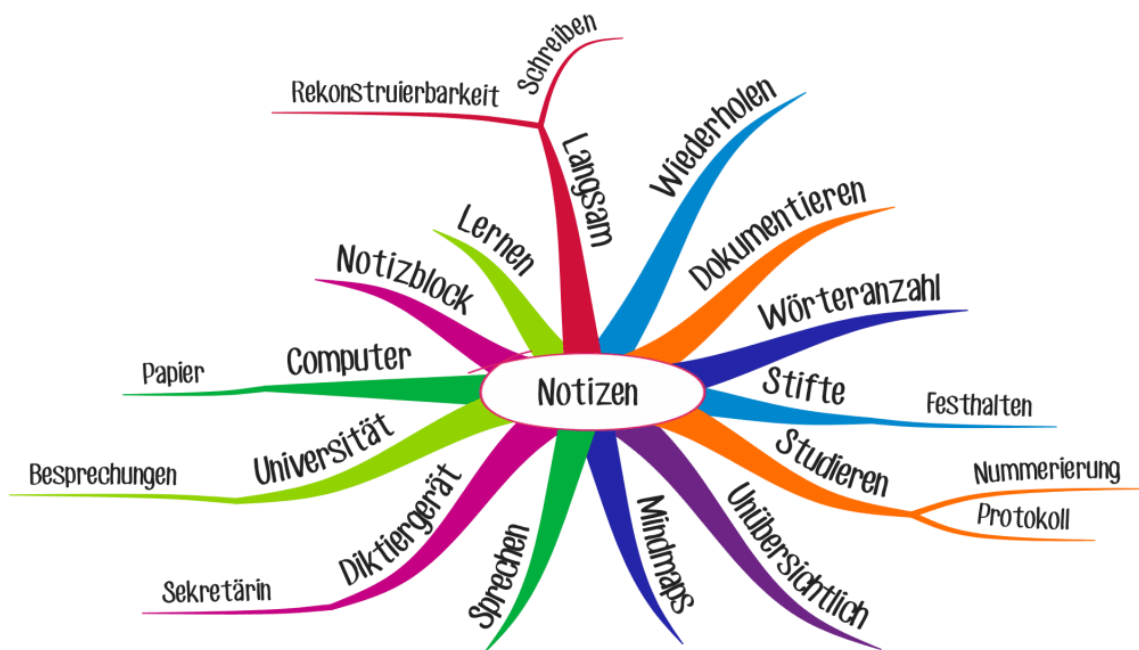 Notizen
Langsam
Rekonstruierbarkeit
Schreiben
Wiederholen
Dokumentieren
Wörteranzahl
Stifte
Festhalten
Studieren
Nummerierung
Protokoll
Unübersichtlich
Mindmaps
Sprechen
Diktiergerät
Sekretärin
Universität
Besprechungen
Computer
Papier
Notizblock
Lernen